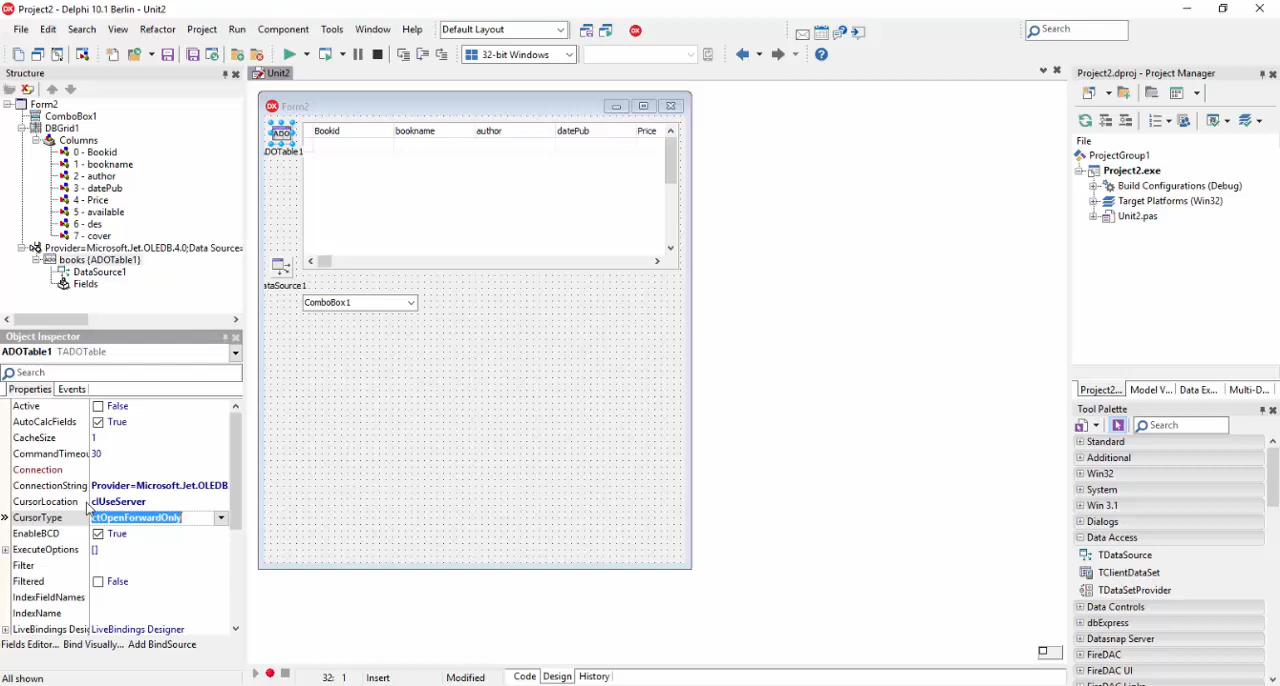 Project2 - Delphi 10.1 Berlin - Unit2
File Edit Search View Refactor Project Run Component Tools Window Help
Default Layout
Search
32-bit Windows
Structure
Form2
ComboBox1
DBGrid1
Columns
0 - Bookid
1 - bookname
2 - author
3 - datePub
4 - Price
5 - available
6 - des
7 - cover
Provider=Microsoft.Jet.OLEDB.4.0;Data Source=
books {ADOTable1}
DataSource1
Fields
Object Inspector
ADOTable1 TADOTable
Search
Properties Events
Active False
AutoCalcFields True
CacheSize 1
CommandTimeou 30
Connection
ConnectionString Provider=Microsoft.Jet.OLEDB
CursorLocation clUseServer
CursorType ctOpenForwardOnly
EnableBCD True
ExecuteOptions []
Filter
Filtered False
IndexFieldNames
IndexName
LiveBindings Desig LiveBindings Designer
Fields Editor... Bind Visually... Add BindSource
All shown
Unit2
Form2
ADO
DOTable1
Bookid bookname author datePub Price
ataSource1
ComboBox1
32: 1 Insert Modified Code Design History
Project2.dproj - Project Manager
File
ProjectGroup1
Project2.exe
Build Configurations (Debug)
Target Platforms (Win32)
Unit2.pas
Project2... Model V... Data Ex... Multi-D...
Tool Palette
Search
Standard
Additional
Win32
System
Win 3.1
Dialogs
Data Access
TDataSource
TClientDataSet
TDataSetProvider
Data Controls
dbExpress
Datasnap Server
FireDAC
FireDAC UI
FireDAC Links